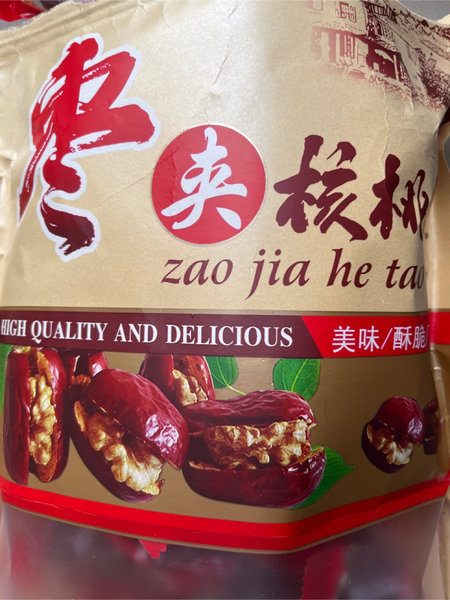 枣夹核桃
zao jia he tao
HIGH QUALITY AND DELICIOUS
美味/酥脆